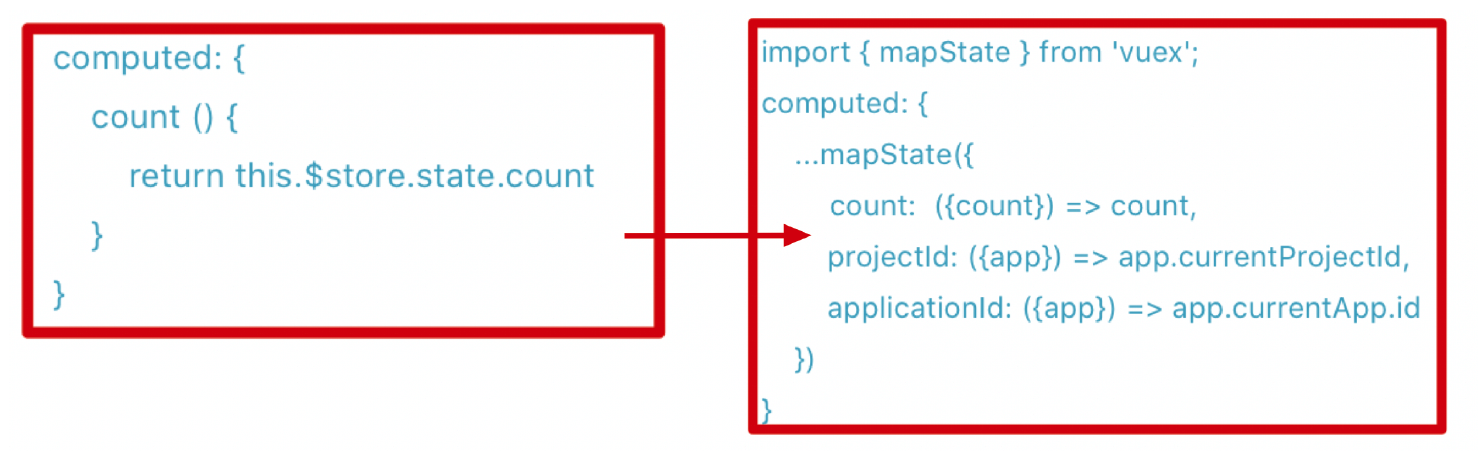 computed: {
count () {
return this.$store.state.count
}
}
import { mapState } from 'vuex';
computed: {
...mapState({
count: ({count}) => count,
projectId: ({app}) => app.currentProjectId,
applicationId: ({app}) => app.currentApp.id
})
}